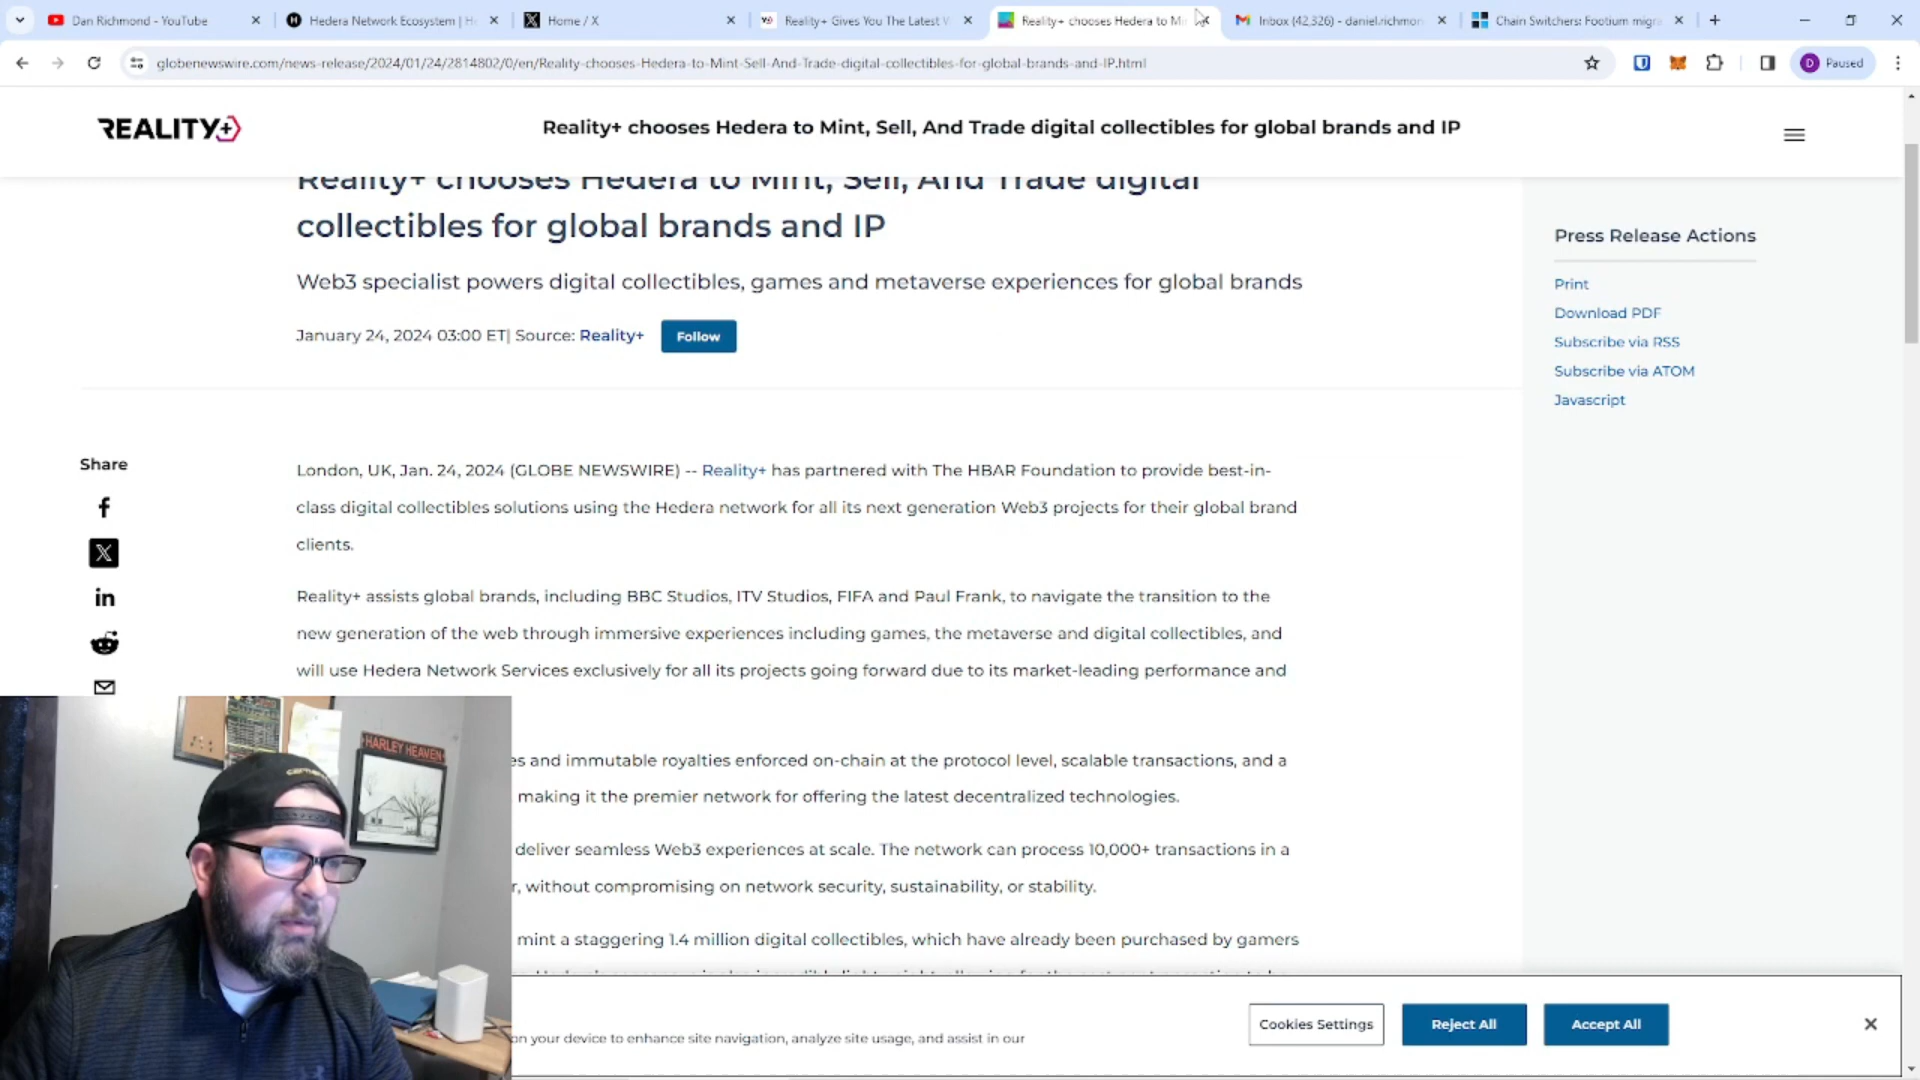 Dan Richmond - YouTube
Hedera Network Ecosystem | He
Home / X
Reality+ Gives You The Latest V
Reality+ chooses Hedera to Mi
Inbox (42,326) - daniel.richmon
Chain Switchers: Footium migra
globenewswire.com/news-release/2024/01/24/2814802/0/en/Reality-chooses-Hedera-to-Mint-Sell-And-Trade-digital-collectibles-for-global-brands-and-IP.html
D Paused
REALITY+
Reality+ chooses Hedera to Mint, Sell, And Trade digital collectibles for global brands and IP
Reality+ chooses Hedera to Mint, Sell, And Trade digital
collectibles for global brands and IP
Web3 specialist powers digital collectibles, games and metaverse experiences for global brands
January 24, 2024 03:00 ET| Source: Reality+
Follow
Press Release Actions
Print
Download PDF
Subscribe via RSS
Subscribe via ATOM
Javascript
Share
London, UK, Jan. 24, 2024 (GLOBE NEWSWIRE) -- Reality+ has partnered with The HBAR Foundation to provide best-in-
class digital collectibles solutions using the Hedera network for all its next generation Web3 projects for their global brand
clients.
Reality+ assists global brands, including BBC Studios, ITV Studios, FIFA and Paul Frank, to navigate the transition to the
new generation of the web through immersive experiences including games, the metaverse and digital collectibles, and
will use Hedera Network Services exclusively for all its projects going forward due to its market-leading performance and
es and immutable royalties enforced on-chain at the protocol level, scalable transactions, and a
making it the premier network for offering the latest decentralized technologies.
deliver seamless Web3 experiences at scale. The network can process 10,000+ transactions in a
r, without compromising on network security, sustainability, or stability.
mint a staggering 1.4 million digital collectibles, which have already been purchased by gamers
HARLEY HEAVEN
on your device to enhance site navigation, analyze site usage, and assist in our
Cookies Settings
Reject All
Accept All